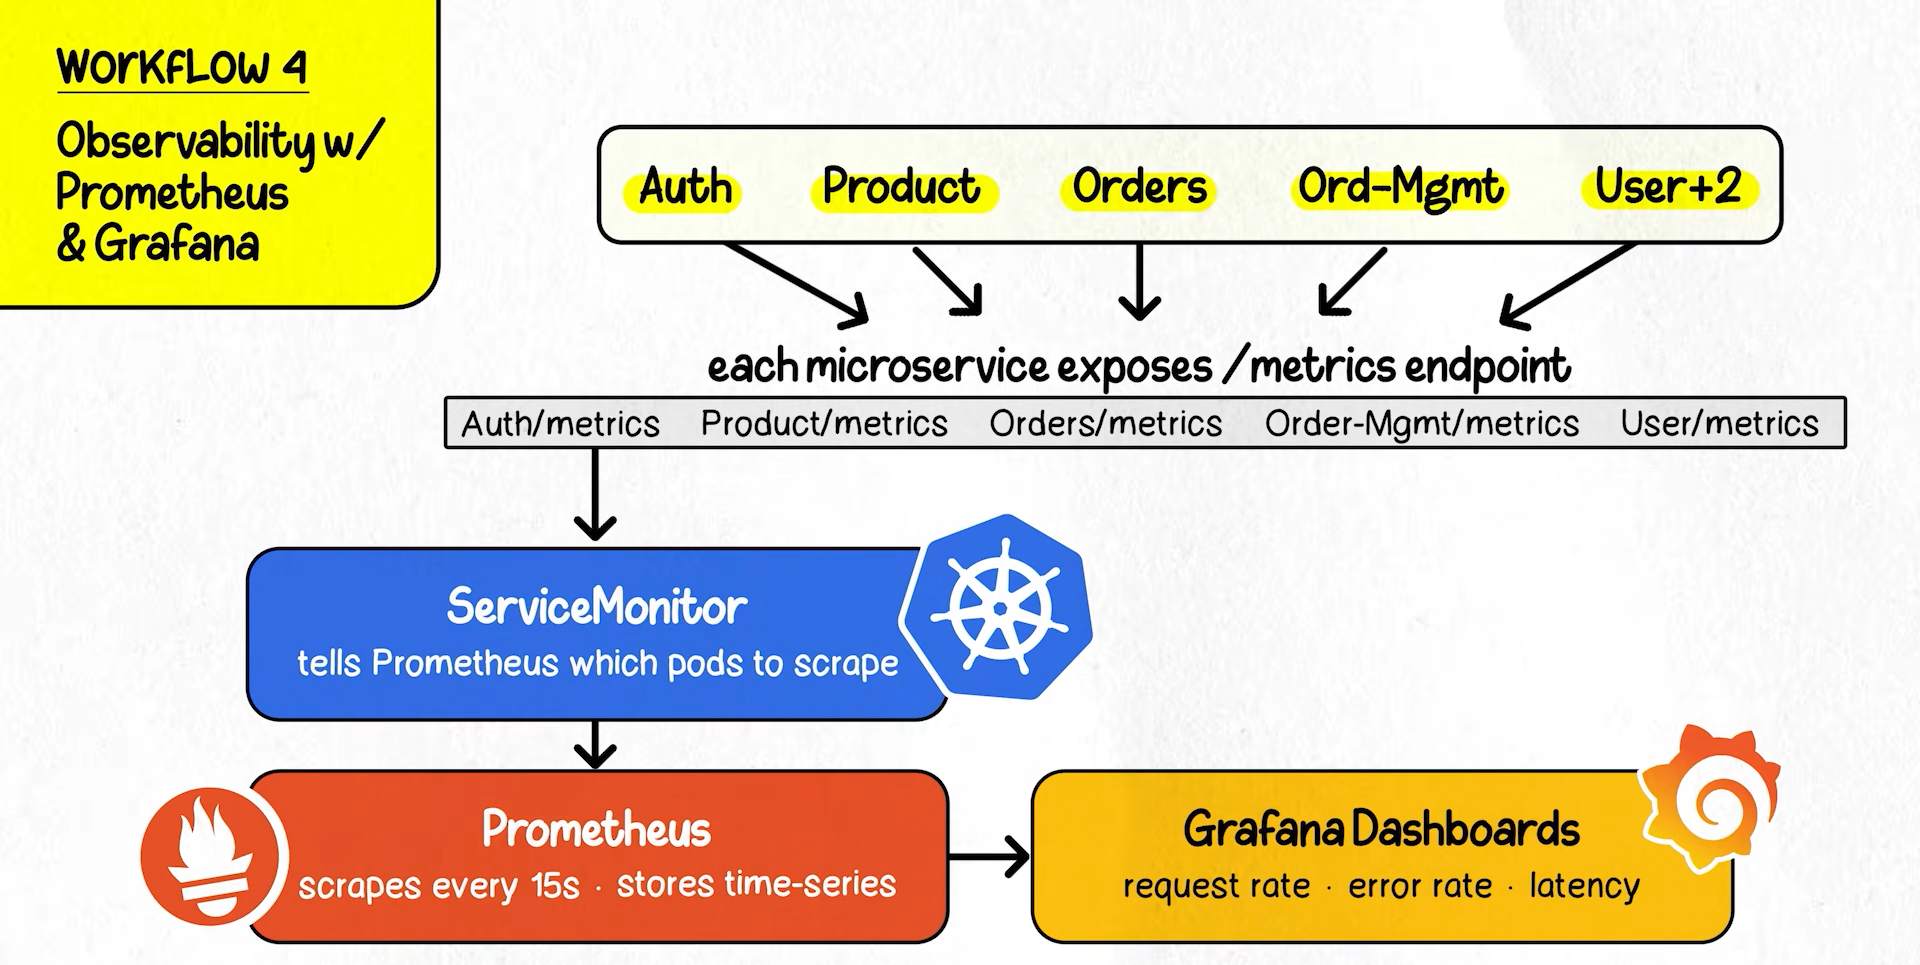 WORKFLOW 4
Observability w/
Prometheus
& Grafana
Auth Product Orders Ord-Mgmt User+2
each microservice exposes /metrics endpoint
Auth/metrics Product/metrics Orders/metrics Order-Mgmt/metrics User/metrics
ServiceMonitor
tells Prometheus which pods to scrape
Prometheus
scrapes every 15s · stores time-series
Grafana Dashboards
request rate · error rate · latency